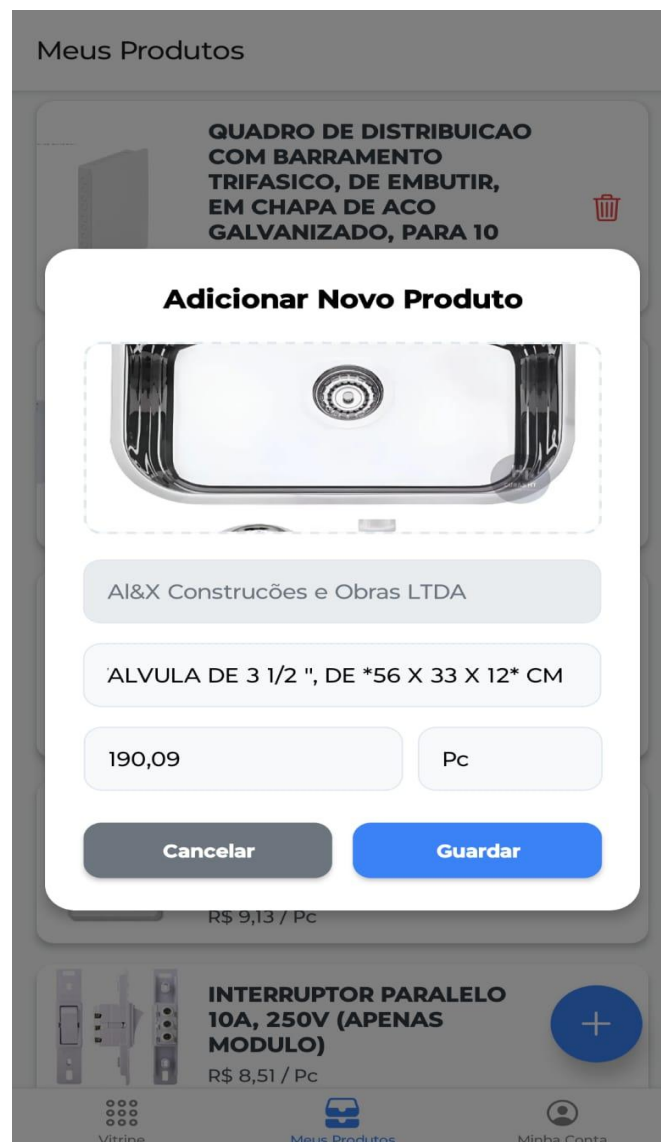 Meus Produtos
QUADRO DE DISTRIBUICAO
COM BARRAMENTO
TRIFASICO, DE EMBUTIR,
EM CHAPA DE ACO
GALVANIZADO, PARA 10
Adicionar Novo Produto
Al&X Construcões e Obras LTDA
ALVULA DE 3 1/2 ", DE *56 X 33 X 12* CM
190,09
Pc
Cancelar
Guardar
R$ 9,13 / Pc
INTERRUPTOR PARALELO
10A, 250V (APENAS
MODULO)
R$ 8,51 / Pc
Vitrine
Meus Produtos
Minha Conta